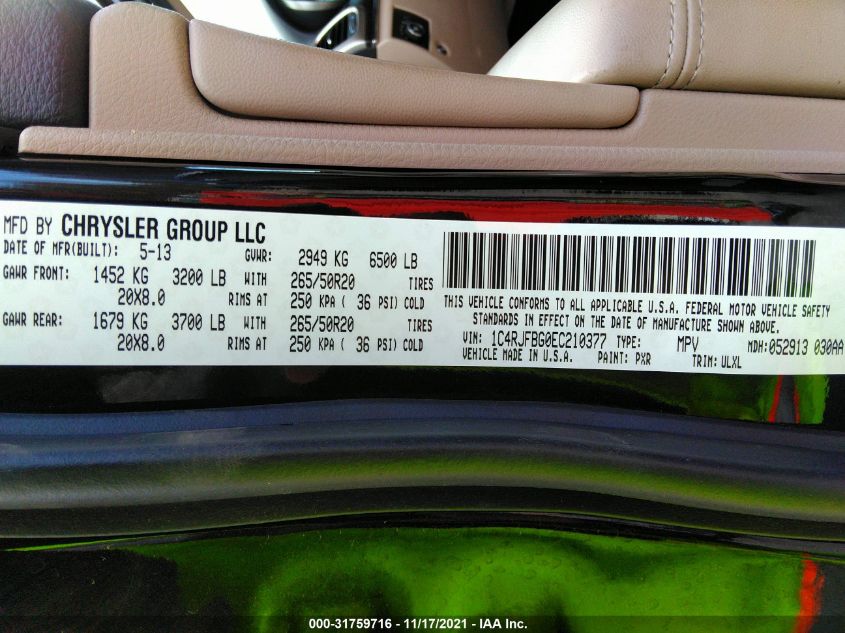 MFD BY CHRYSLER GROUP LLC
DATE OF MFR(BUILT): 5-13 GVWR: 2949 KG 6500 LB
GAWR FRONT: 1452 KG 3200 LB WITH 265/50R20 TIRES
20X8.0 RIMS AT 250 KPA ( 36 PSI) COLD
GAWR REAR: 1679 KG 3700 LB WITH 265/50R20 TIRES
20X8.0 RIMS AT 250 KPA ( 36 PSI) COLD
THIS VEHICLE CONFORMS TO ALL APPLICABLE U.S.A. FEDERAL MOTOR VEHICLE SAFETY
STANDARDS IN EFFECT ON THE DATE OF MANUFACTURE SHOWN ABOVE.
VIN: 1C4RJFBG0EC210377 TYPE: MPV MDH: 052913 030AA
VEHICLE MADE IN U.S.A. PAINT: PXR TRIM: ULXL
000-31759716 - 11/17/2021 - IAA Inc.